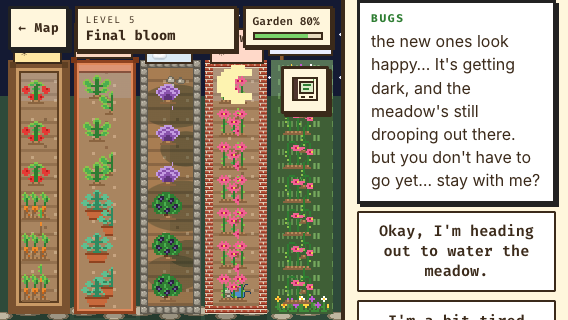 ← Map
LEVEL 5
Final bloom
Garden 80%
BUGS
the new ones look
happy... It's getting
dark, and the
meadow's still
drooping out there.
but you don't have to
go yet... stay with me?
Okay, I'm heading
out to water the
meadow.
I'm a bit tired